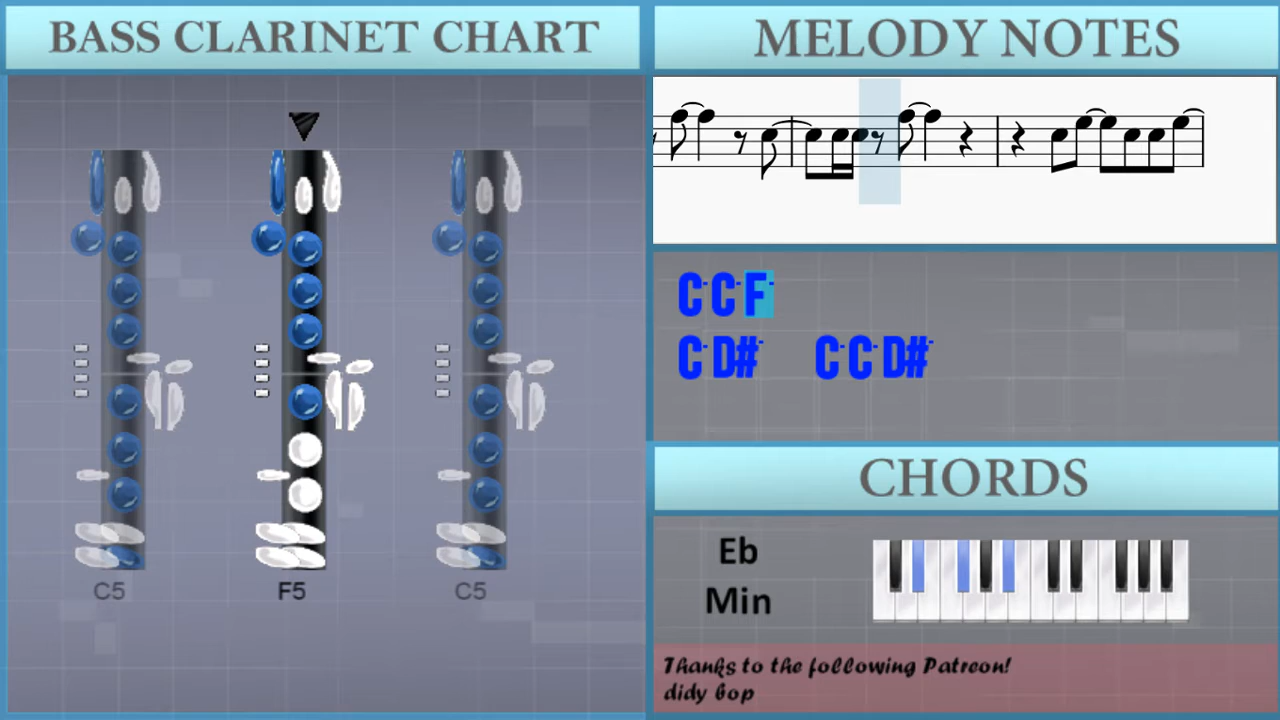 BASS CLARINET CHART
C5
F5
C5
MELODY NOTES
C- C- F-
C- D#- C- C- D#-
CHORDS
Eb
Min
Thanks to the following Patreon!
didy bop